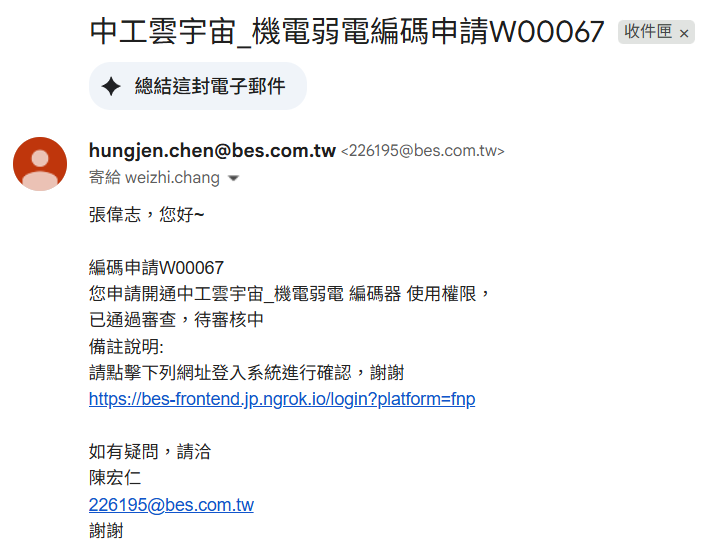 中工雲宇宙_機電弱電編碼申請W00067 收件匣 ×
總結這封電子郵件
hungjen.chen@bes.com.tw <226195@bes.com.tw>
寄給 weizhi.chang
張偉志，您好~
編碼申請W00067
您申請開通中工雲宇宙_機電弱電 編碼器 使用權限，
已通過審查，待審核中
備註說明:
請點擊下列網址登入系統進行確認，謝謝
https://bes-frontend.jp.ngrok.io/login?platform=fnp
如有疑問，請洽
陳宏仁
226195@bes.com.tw
謝謝